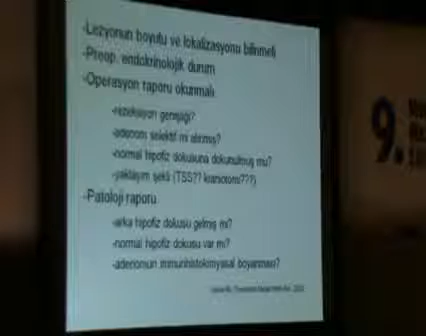 -Lezyonun boyutu ve lokalizasyonu bilinmeli
-Preop. endokrinolojik durum
-Operasyon raporu okunmalı
-rezeksiyon genişliği?
-adenom selektif mi alınmış?
-normal hipofiz dokusuna dokunulmuş mu?
-yaklaşım şekli (TSS?? kraniotomi???)
-Patoloji raporu
-arka hipofiz dokusu gelmiş mi?
-normal hipofiz dokusu var mı?
-adenomun immunhistokimyasal boyanması?
9.